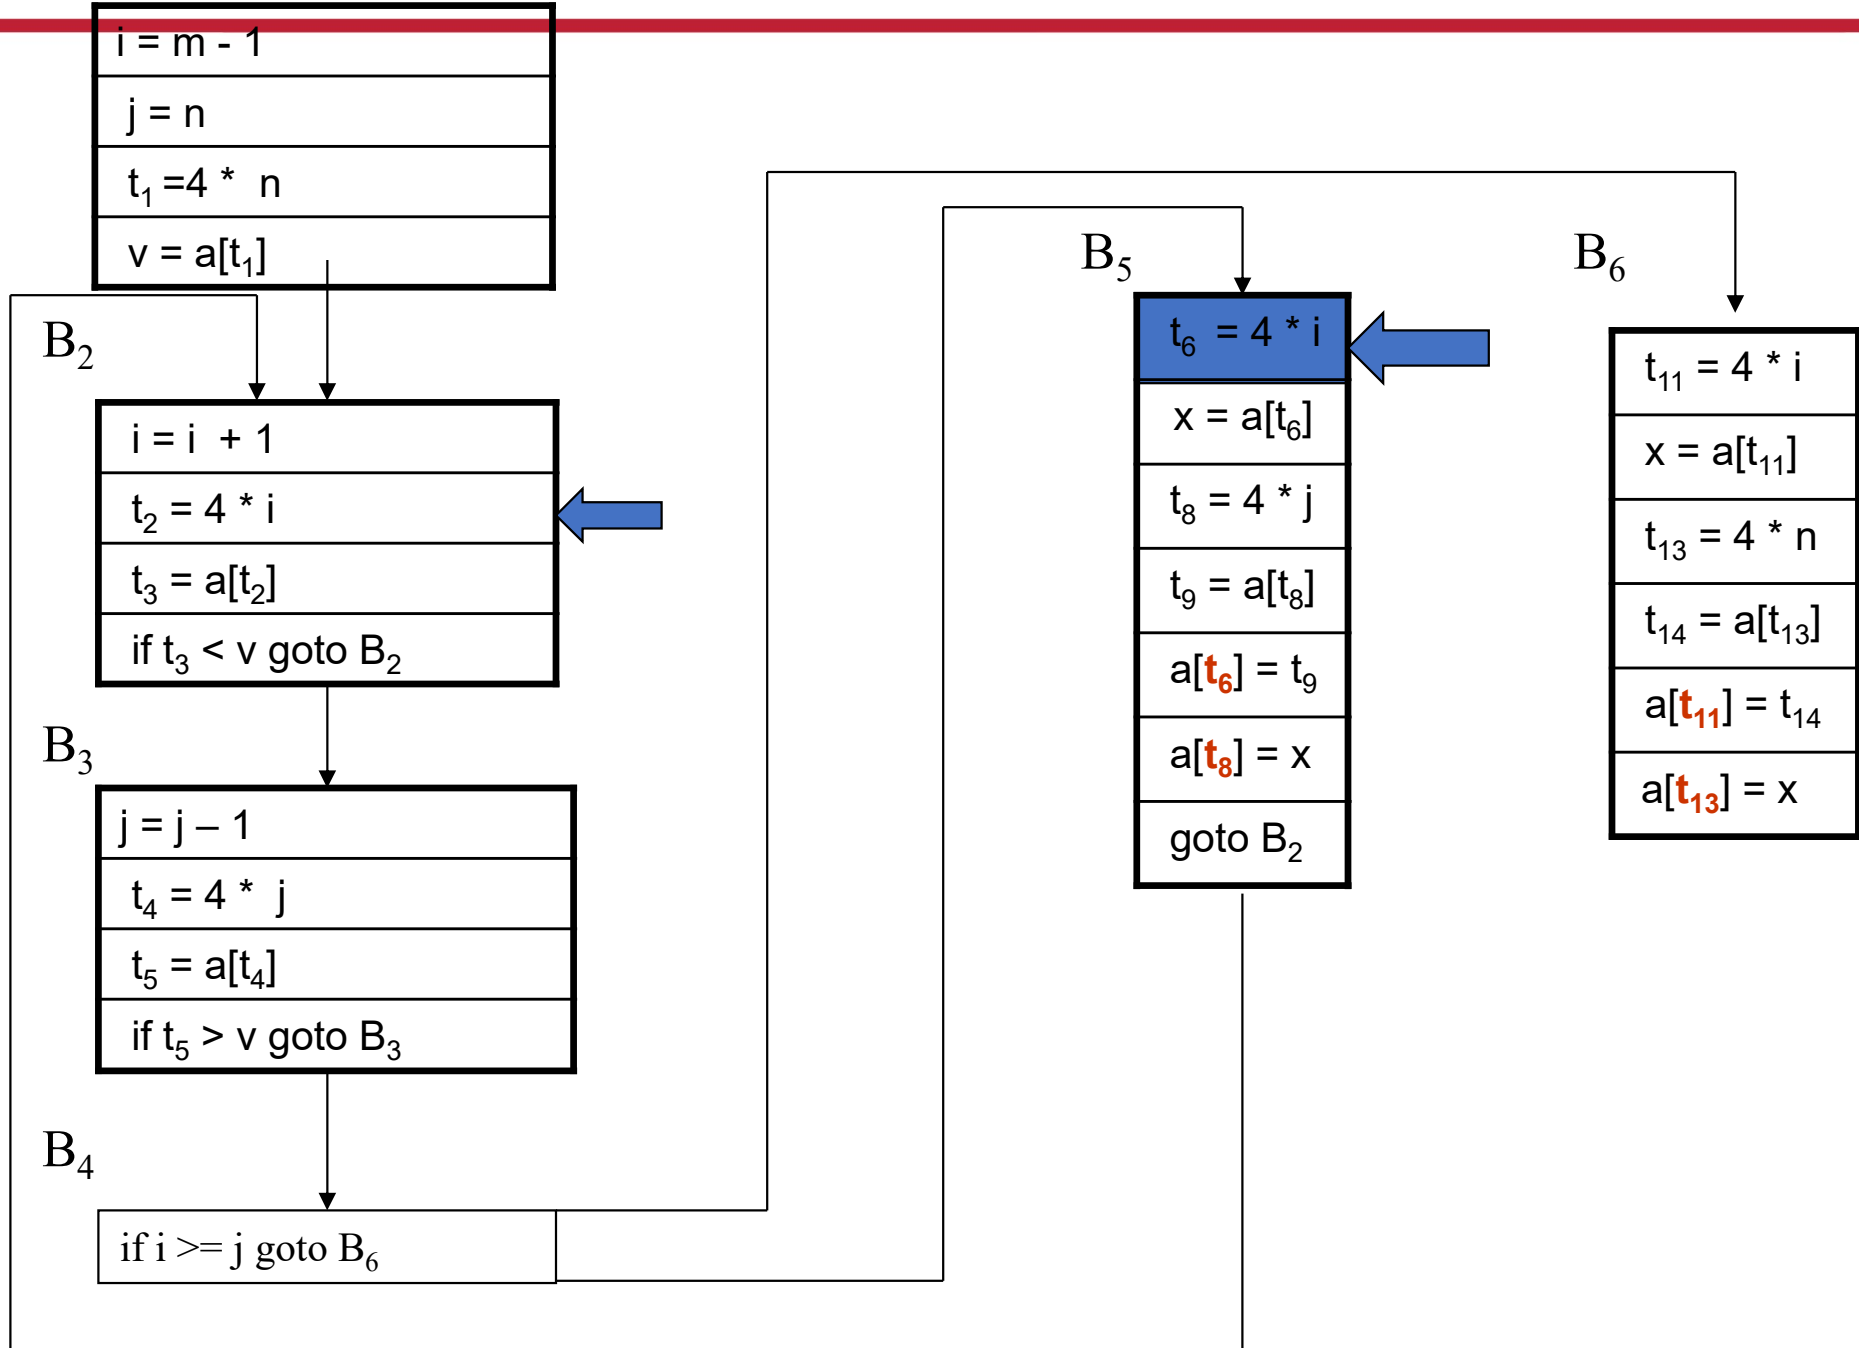 i = m - 1
j = n
t₁ =4 * n
v = a[t₁]
B₂
i = i + 1
t₂ = 4 * i
t₃ = a[t₂]
if t₃ < v goto B₂
B₃
j = j – 1
t₄ = 4 * j
t₅ = a[t₄]
if t₅ > v goto B₃
B₄
if i >= j goto B₆
B₅
t₆ = 4 * i
x = a[t₆]
t₈ = 4 * j
t₉ = a[t₈]
a[t₆] = t₉
a[t₈] = x
goto B₂
B₆
t₁₁ = 4 * i
x = a[t₁₁]
t₁₃ = 4 * n
t₁₄ = a[t₁₃]
a[t₁₁] = t₁₄
a[t₁₃] = x